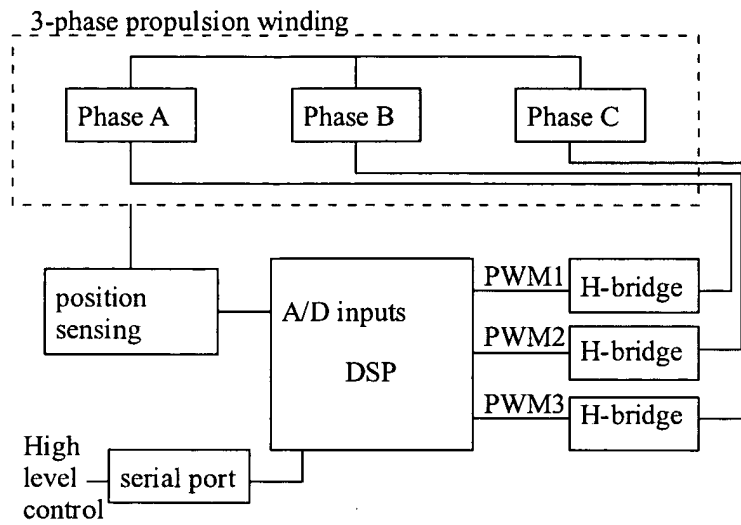 3-phase propulsion winding
Phase A
Phase B
Phase C
position
sensing
A/D inputs
DSP
PWM1
H-bridge
PWM2
H-bridge
PWM3
H-bridge
High
level
control
serial port